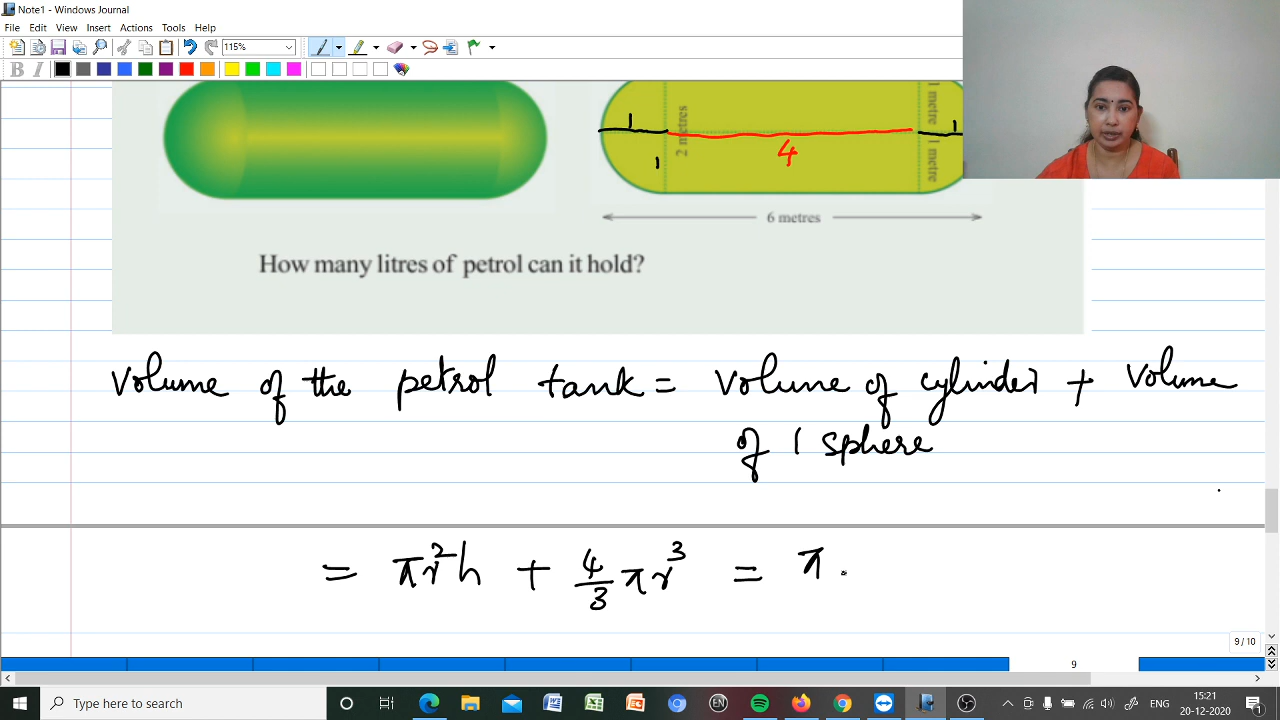 Note1 - Windows Journal
File Edit View Insert Actions Tools Help
115%
B I
1
2 metres
1
4
1 metre
1 metre
1
6 metres
How many litres of petrol can it hold?
Volume of the petrol tank = Volume of cylinder + Volume
of 1 sphere
= πr²h + 4/3 πr³ = π.
9 / 10
9
Type here to search
EN
ENG
15:21
20-12-2020